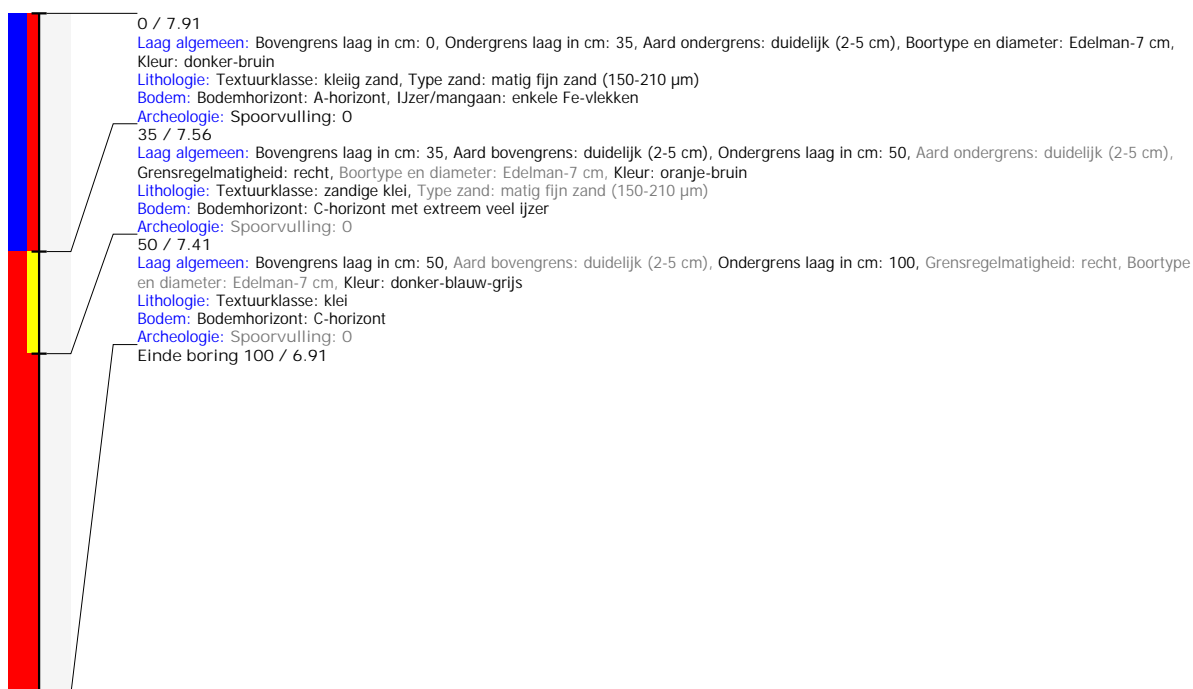 0 / 7.91
Laag algemeen: Bovengrens laag in cm: 0, Ondergrens laag in cm: 35, Aard ondergrens: duidelijk (2-5 cm), Boortype en diameter: Edelman-7 cm,
Kleur: donker-bruin
Lithologie: Textuurklasse: kleiig zand, Type zand: matig fijn zand (150-210 µm)
Bodem: Bodemhorizont: A-horizont, IJzer/mangaan: enkele Fe-vlekken
Archeologie: Spoorvulling: 0
35 / 7.56
Laag algemeen: Bovengrens laag in cm: 35, Aard bovengrens: duidelijk (2-5 cm), Ondergrens laag in cm: 50, Aard ondergrens: duidelijk (2-5 cm),
Grensregelmatigheid: recht, Boortype en diameter: Edelman-7 cm, Kleur: oranje-bruin
Lithologie: Textuurklasse: zandige klei, Type zand: matig fijn zand (150-210 µm)
Bodem: Bodemhorizont: C-horizont met extreem veel ijzer
Archeologie: Spoorvulling: 0
50 / 7.41
Laag algemeen: Bovengrens laag in cm: 50, Aard bovengrens: duidelijk (2-5 cm), Ondergrens laag in cm: 100, Grensregelmatigheid: recht, Boortype
en diameter: Edelman-7 cm, Kleur: donker-blauw-grijs
Lithologie: Textuurklasse: klei
Bodem: Bodemhorizont: C-horizont
Archeologie: Spoorvulling: 0
Einde boring 100 / 6.91